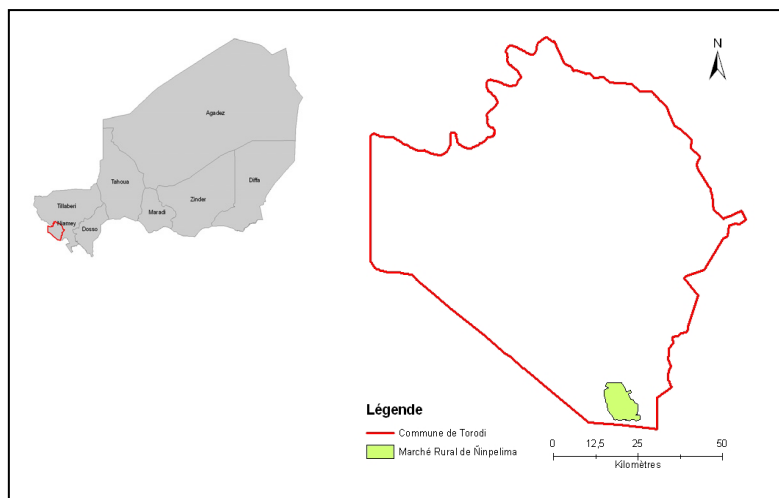 Agadez
Tahoua
Diffa
Zinder
Maradi
Tillaberi
Niamey
Dosso
N
Légende
Commune de Torodi
Marché Rural de Ñinpelima
0 12,5 25 50
Kilomètres